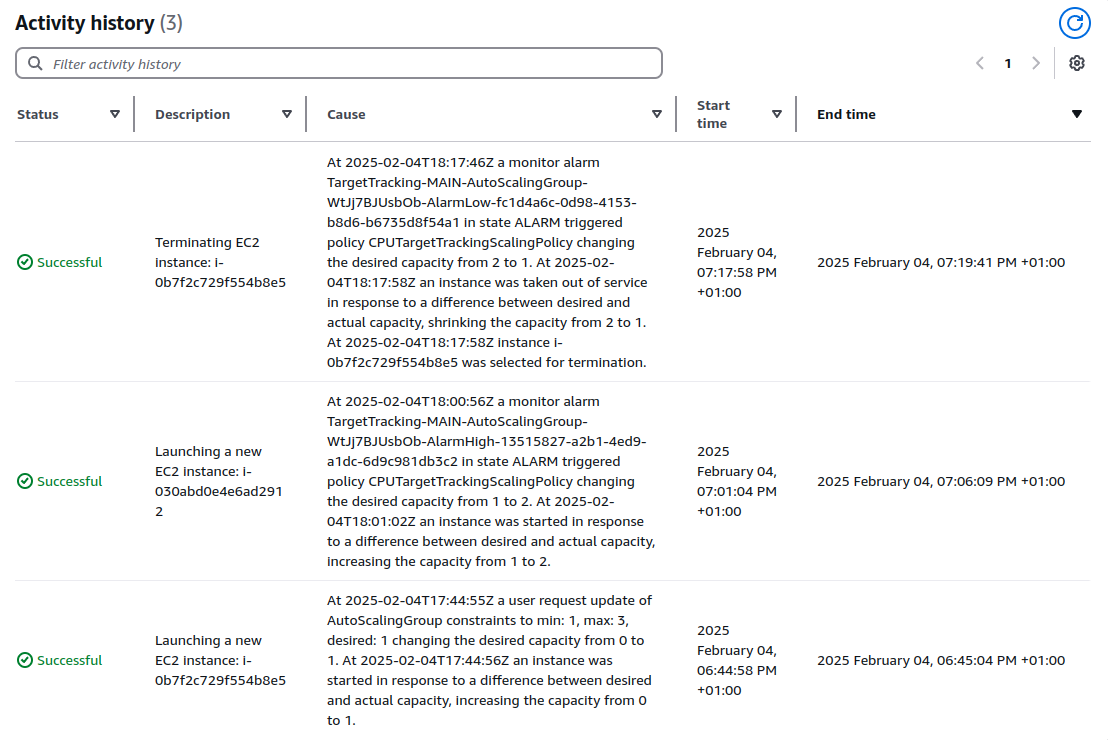 Activity history (3)
Filter activity history
1
Status
Description
Cause
Start
time
End time
Successful
Terminating EC2
instance: i-
0b7f2c729f554b8e5
At 2025-02-04T18:17:46Z a monitor alarm
TargetTracking-MAIN-AutoScalingGroup-
WtJj7BJUsbOb-AlarmLow-fc1d4a6c-0d98-4153-
b8d6-b6735d8f54a1 in state ALARM triggered
policy CPUTargetTrackingScalingPolicy changing
the desired capacity from 2 to 1. At 2025-02-
04T18:17:58Z an instance was taken out of service
in response to a difference between desired and
actual capacity, shrinking the capacity from 2 to 1.
At 2025-02-04T18:17:58Z instance i-
0b7f2c729f554b8e5 was selected for termination.
2025
February 04,
07:17:58 PM
+01:00
2025 February 04, 07:19:41 PM +01:00
Successful
Launching a new
EC2 instance: i-
030abd0e4e6ad291
2
At 2025-02-04T18:00:56Z a monitor alarm
TargetTracking-MAIN-AutoScalingGroup-
WtJj7BJUsbOb-AlarmHigh-13515827-a2b1-4ed9-
a1dc-6d9c981db3c2 in state ALARM triggered
policy CPUTargetTrackingScalingPolicy changing
the desired capacity from 1 to 2. At 2025-02-
04T18:01:02Z an instance was started in response
to a difference between desired and actual capacity,
increasing the capacity from 1 to 2.
2025
February 04,
07:01:04 PM
+01:00
2025 February 04, 07:06:09 PM +01:00
Successful
Launching a new
EC2 instance: i-
0b7f2c729f554b8e5
At 2025-02-04T17:44:55Z a user request update of
AutoScalingGroup constraints to min: 1, max: 3,
desired: 1 changing the desired capacity from 0 to
1. At 2025-02-04T17:44:56Z an instance was
started in response to a difference between desired
and actual capacity, increasing the capacity from 0
to 1.
2025
February 04,
06:44:58 PM
+01:00
2025 February 04, 06:45:04 PM +01:00